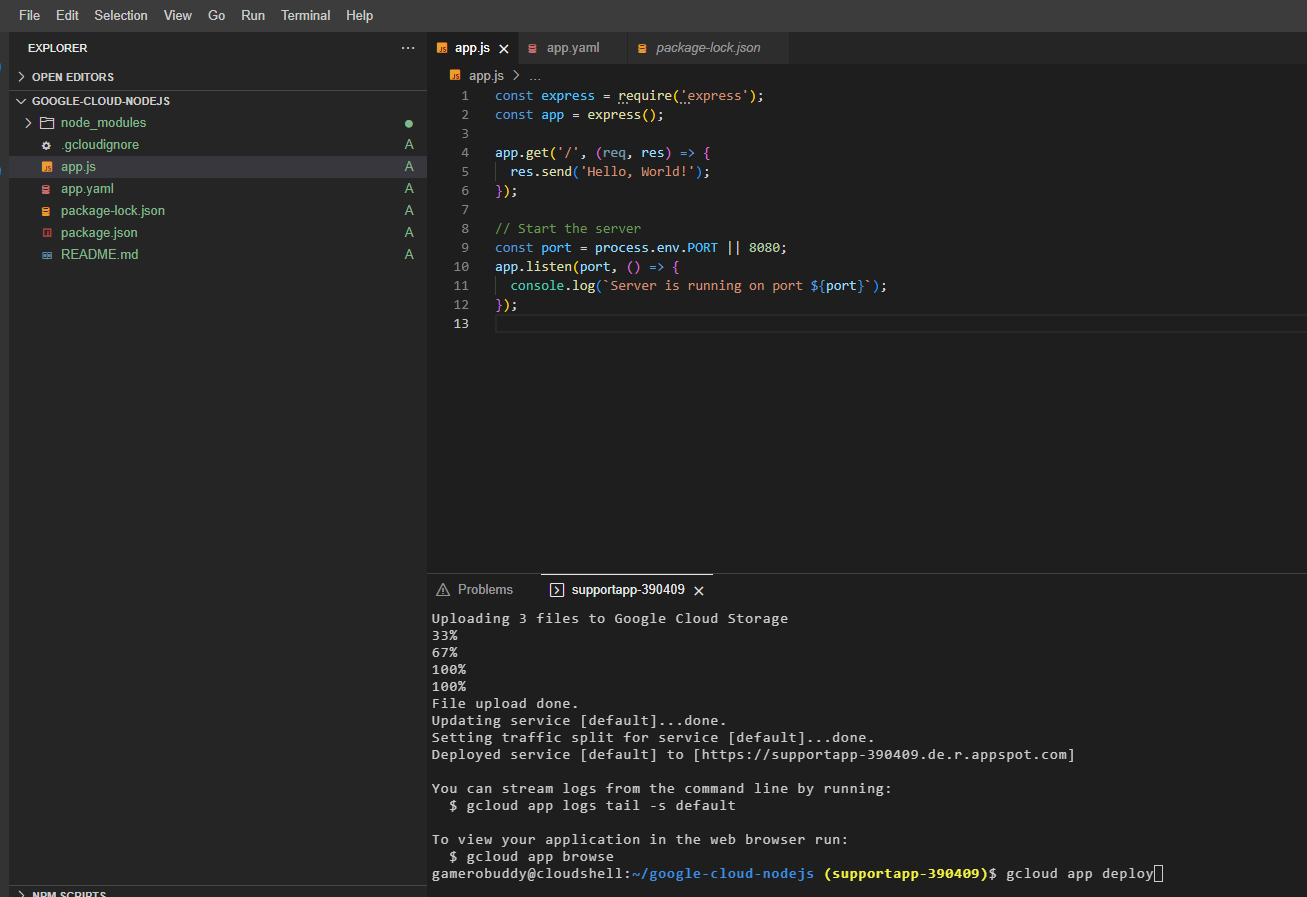 File Edit Selection View Go Run Terminal Help
EXPLORER ...
OPEN EDITORS
GOOGLE-CLOUD-NODEJS
node_modules
.gcloudignore A
app.js A
app.yaml A
package-lock.json A
package.json A
README.md A
NPM SCRIPTS
app.js app.yaml package-lock.json
app.js > ...
1 const express = require('express');
2 const app = express();
3
4 app.get('/', (req, res) => {
5   res.send('Hello, World!');
6 });
7
8 // Start the server
9 const port = process.env.PORT || 8080;
10 app.listen(port, () => {
11   console.log(`Server is running on port ${port}`);
12 });
13
Problems supportapp-390409
Uploading 3 files to Google Cloud Storage
33%
67%
100%
100%
File upload done.
Updating service [default]...done.
Setting traffic split for service [default]...done.
Deployed service [default] to [https://supportapp-390409.de.r.appspot.com]
You can stream logs from the command line by running:
  $ gcloud app logs tail -s default
To view your application in the web browser run:
  $ gcloud app browse
gamerobuddy@cloudshell:~/google-cloud-nodejs (supportapp-390409)$ gcloud app deploy